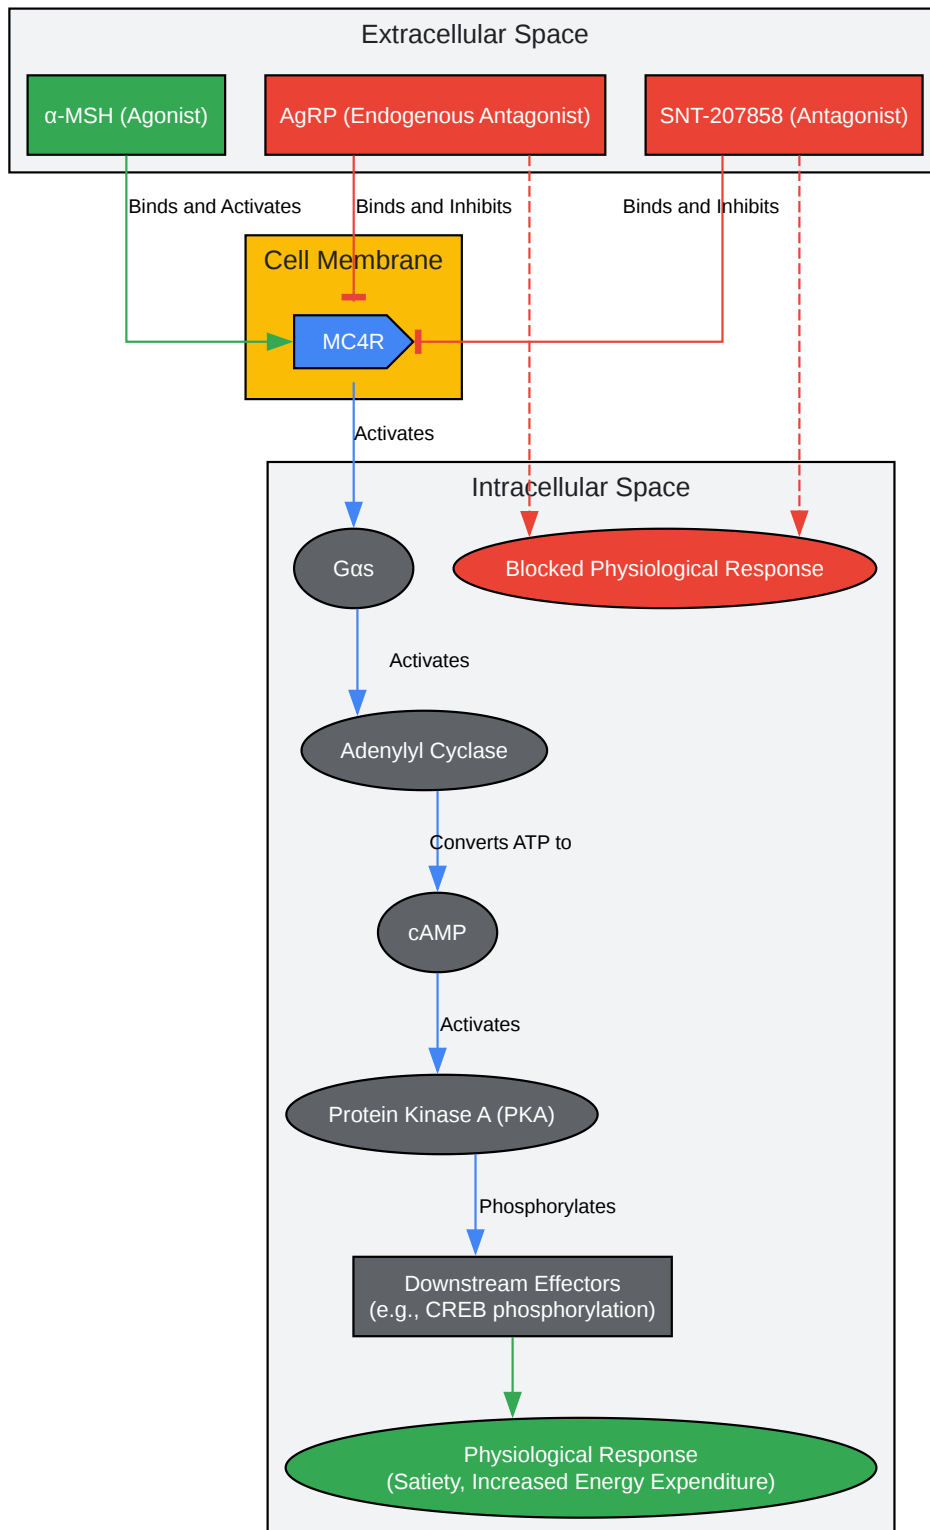 Extracellular Space
α-MSH (Agonist)
AgRP (Endogenous Antagonist)
SNT-207858 (Antagonist)
Binds and Activates
Binds and Inhibits
Binds and Inhibits
Cell Membrane
MC4R
Activates
Intracellular Space
Gαs
Blocked Physiological Response
Activates
Adenylyl Cyclase
Converts ATP to
cAMP
Activates
Protein Kinase A (PKA)
Phosphorylates
Downstream Effectors
(e.g., CREB phosphorylation)
Physiological Response
(Satiety, Increased Energy Expenditure)